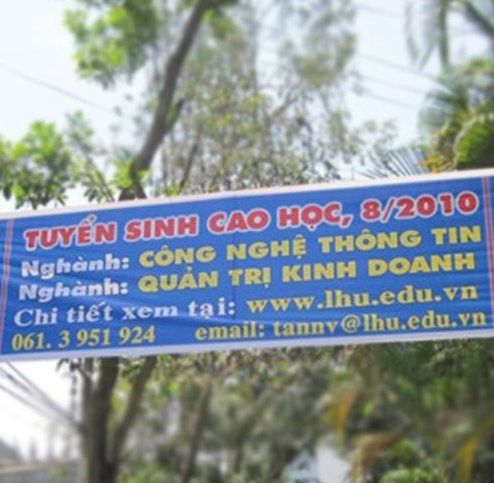 TUYỂN SINH CAO HỌC, 8/2010
Nghành: CÔNG NGHỆ THÔNG TIN
Nghành: QUẢN TRỊ KINH DOANH
Chi tiết xem tại: www.lhu.edu.vn
061. 3 951 924 email: tannv@lhu.edu.vn